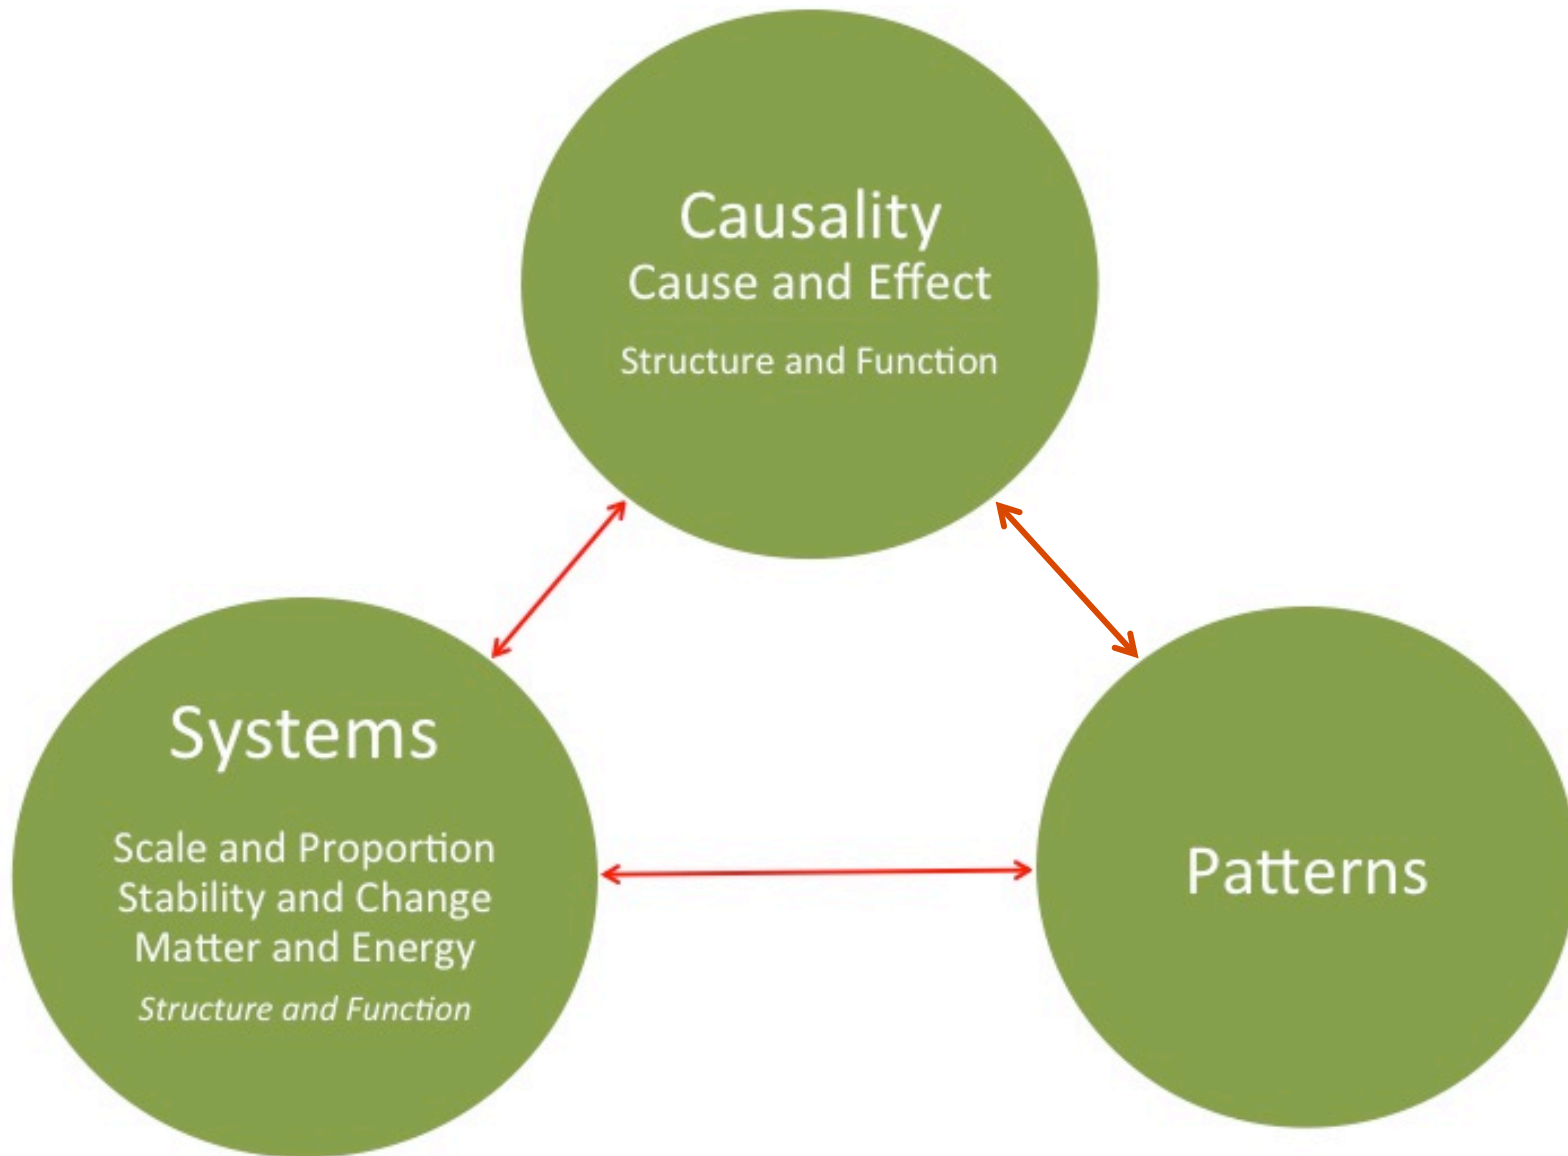 Causality
Cause and Effect
Structure and Function
Systems
Scale and Proportion
Stability and Change
Matter and Energy
Structure and Function
Patterns